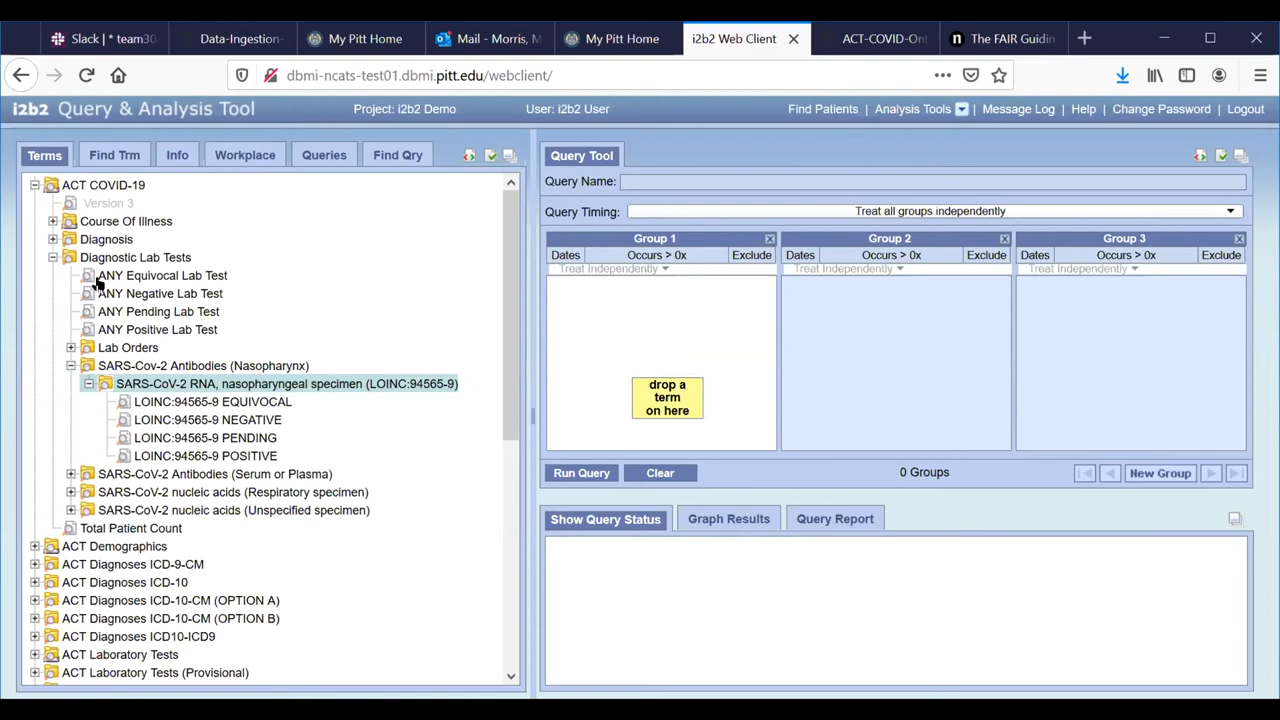 Slack | * team30
Data-Ingestion-
My Pitt Home
Mail - Morris, M
My Pitt Home
i2b2 Web Client
ACT-COVID-Ont
The FAIR Guidin
dbmi-ncats-test01.dbmi.pitt.edu/webclient/
i2b2 Query & Analysis Tool
Project: i2b2 Demo
User: i2b2 User
Find Patients
Analysis Tools
Message Log
Help
Change Password
Logout
Terms
Find Trm
Info
Workplace
Queries
Find Qry
ACT COVID-19
Version 3
Course Of Illness
Diagnosis
Diagnostic Lab Tests
ANY Equivocal Lab Test
ANY Negative Lab Test
ANY Pending Lab Test
ANY Positive Lab Test
Lab Orders
SARS-Cov-2 Antibodies (Nasopharynx)
SARS-CoV-2 RNA, nasopharyngeal specimen (LOINC:94565-9)
LOINC:94565-9 EQUIVOCAL
LOINC:94565-9 NEGATIVE
LOINC:94565-9 PENDING
LOINC:94565-9 POSITIVE
SARS-CoV-2 Antibodies (Serum or Plasma)
SARS-CoV-2 nucleic acids (Respiratory specimen)
SARS-CoV-2 nucleic acids (Unspecified specimen)
Total Patient Count
ACT Demographics
ACT Diagnoses ICD-9-CM
ACT Diagnoses ICD-10
ACT Diagnoses ICD-10-CM (OPTION A)
ACT Diagnoses ICD-10-CM (OPTION B)
ACT Diagnoses ICD10-ICD9
ACT Laboratory Tests
ACT Laboratory Tests (Provisional)
Query Tool
Query Name:
Query Timing:
Treat all groups independently
Group 1
Group 2
Group 3
Dates
Occurs > 0x
Exclude
Dates
Occurs > 0x
Exclude
Dates
Occurs > 0x
Exclude
Treat Independently
Treat Independently
Treat Independently
drop a
term
on here
Run Query
Clear
0 Groups
New Group
Show Query Status
Graph Results
Query Report